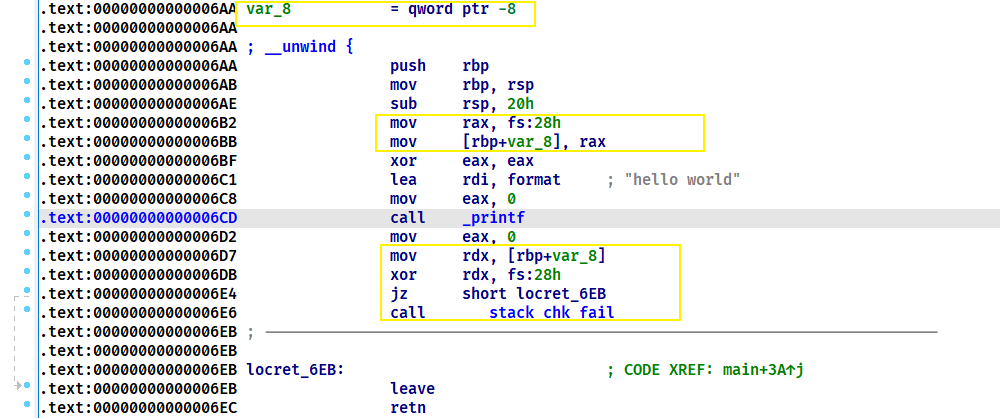 .text:00000000000006AA var_8 = qword ptr -8
.text:00000000000006AA
.text:00000000000006AA ; __unwind {
.text:00000000000006AA push rbp
.text:00000000000006AB mov rbp, rsp
.text:00000000000006AE sub rsp, 20h
.text:00000000000006B2 mov rax, fs:28h
.text:00000000000006BB mov [rbp+var_8], rax
.text:00000000000006BF xor eax, eax
.text:00000000000006C1 lea rdi, format ; "hello world"
.text:00000000000006C8 mov eax, 0
.text:00000000000006CD call _printf
.text:00000000000006D2 mov eax, 0
.text:00000000000006D7 mov rdx, [rbp+var_8]
.text:00000000000006DB xor rdx, fs:28h
.text:00000000000006E4 jz short locret_6EB
.text:00000000000006E6 call stack chk fail
.text:00000000000006EB ;
.text:00000000000006EB
.text:00000000000006EB locret_6EB: ; CODE XREF: main+3A↑j
.text:00000000000006EB leave
.text:00000000000006EC retn